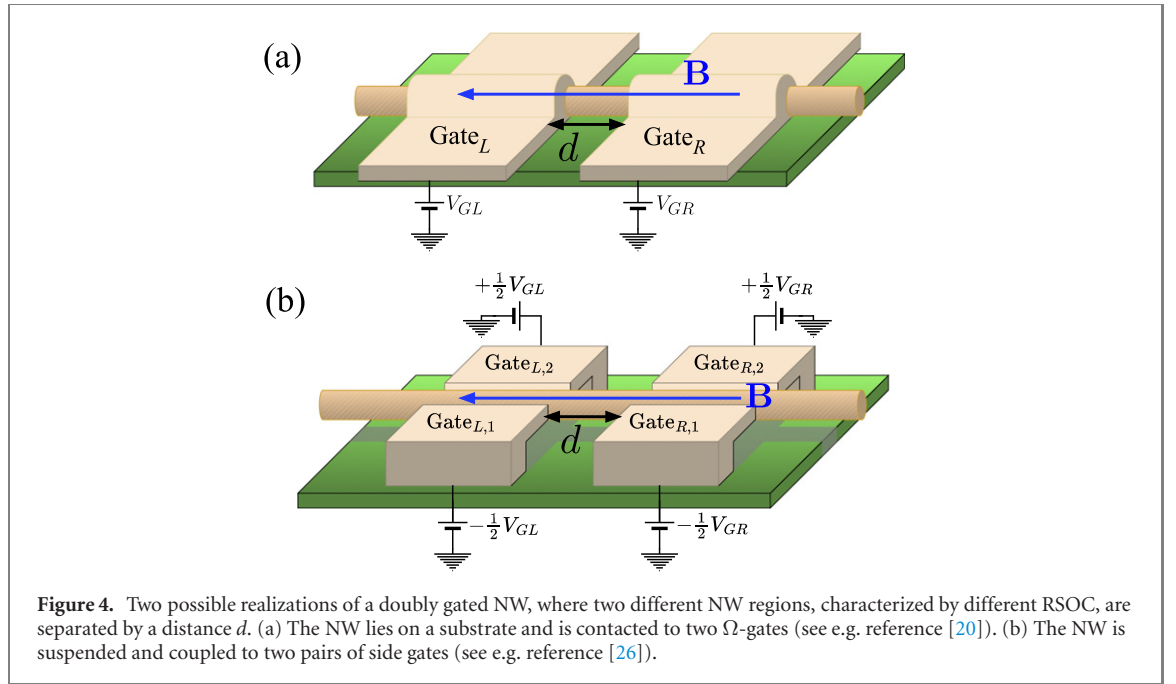 (a)
B
Gate_L
d
Gate_R
V_GL
V_GR
(b)
+½V_GL
+½V_GR
Gate_L,2
Gate_R,2
B
Gate_L,1
d
Gate_R,1
−½V_GL
−½V_GR
Figure 4. Two possible realizations of a doubly gated NW, where two different NW regions, characterized by different RSOC, are
separated by a distance d. (a) The NW lies on a substrate and is contacted to two Ω-gates (see e.g. reference [20]). (b) The NW is
suspended and coupled to two pairs of side gates (see e.g. reference [26]).